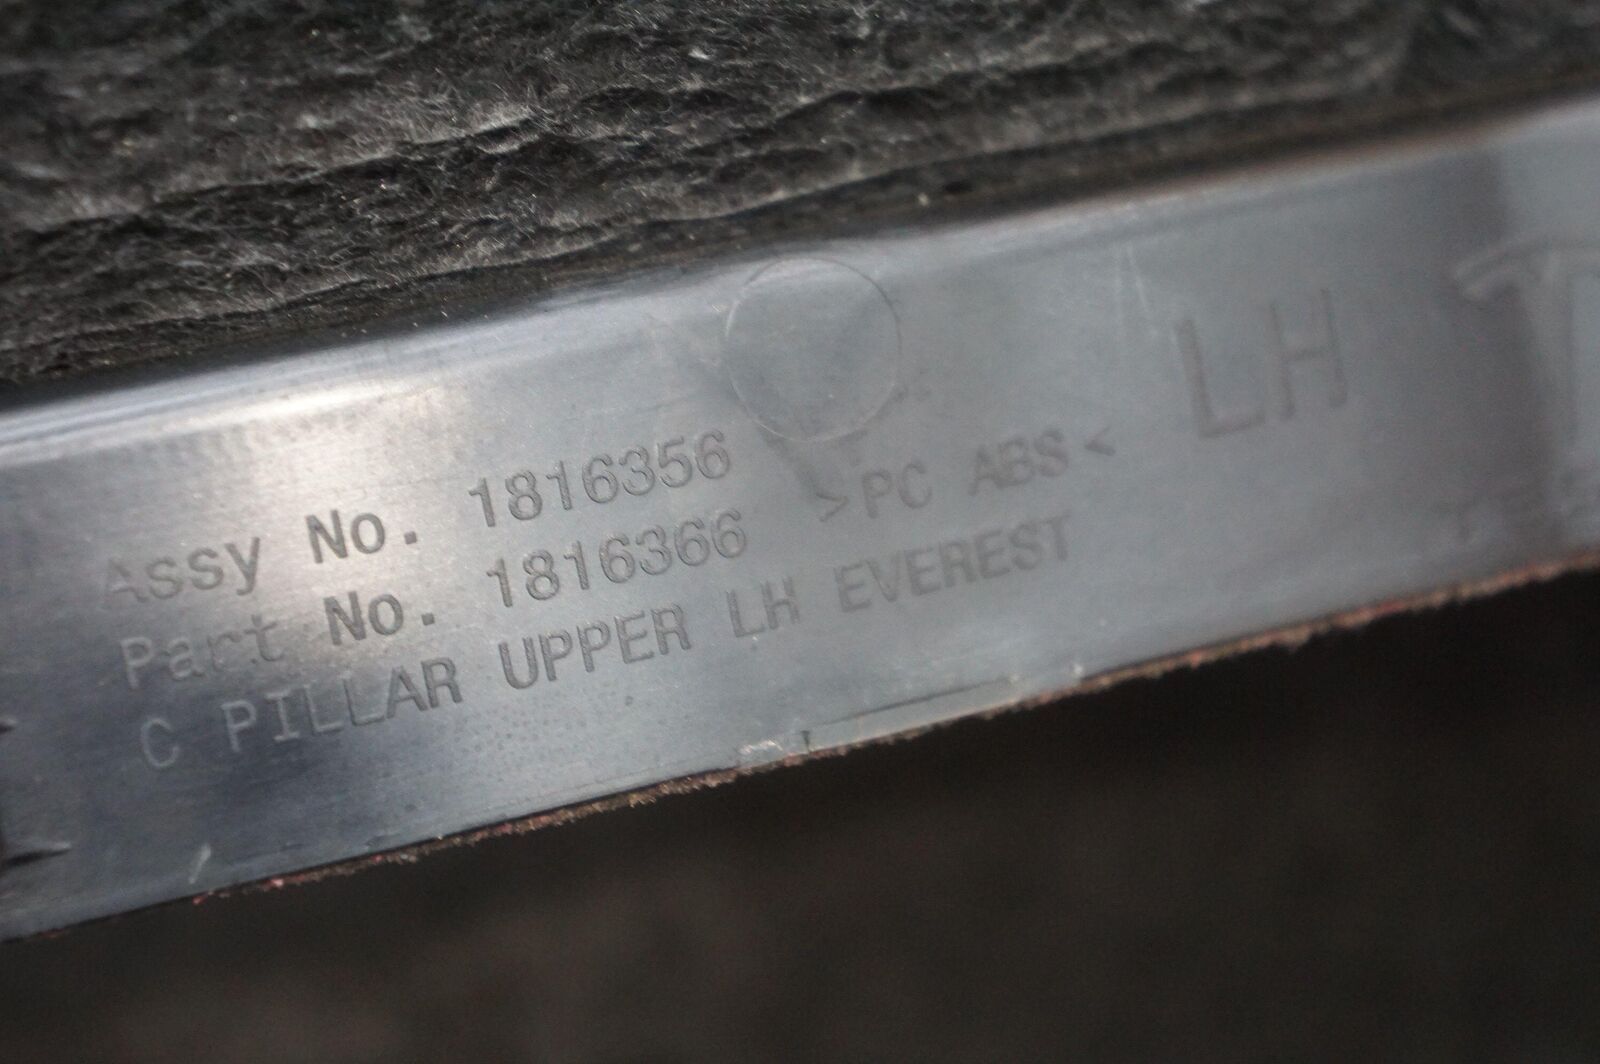 Assy No. 1816356
Part No. 1816366 >PC ABS<
C PILLAR UPPER LH EVEREST
LH